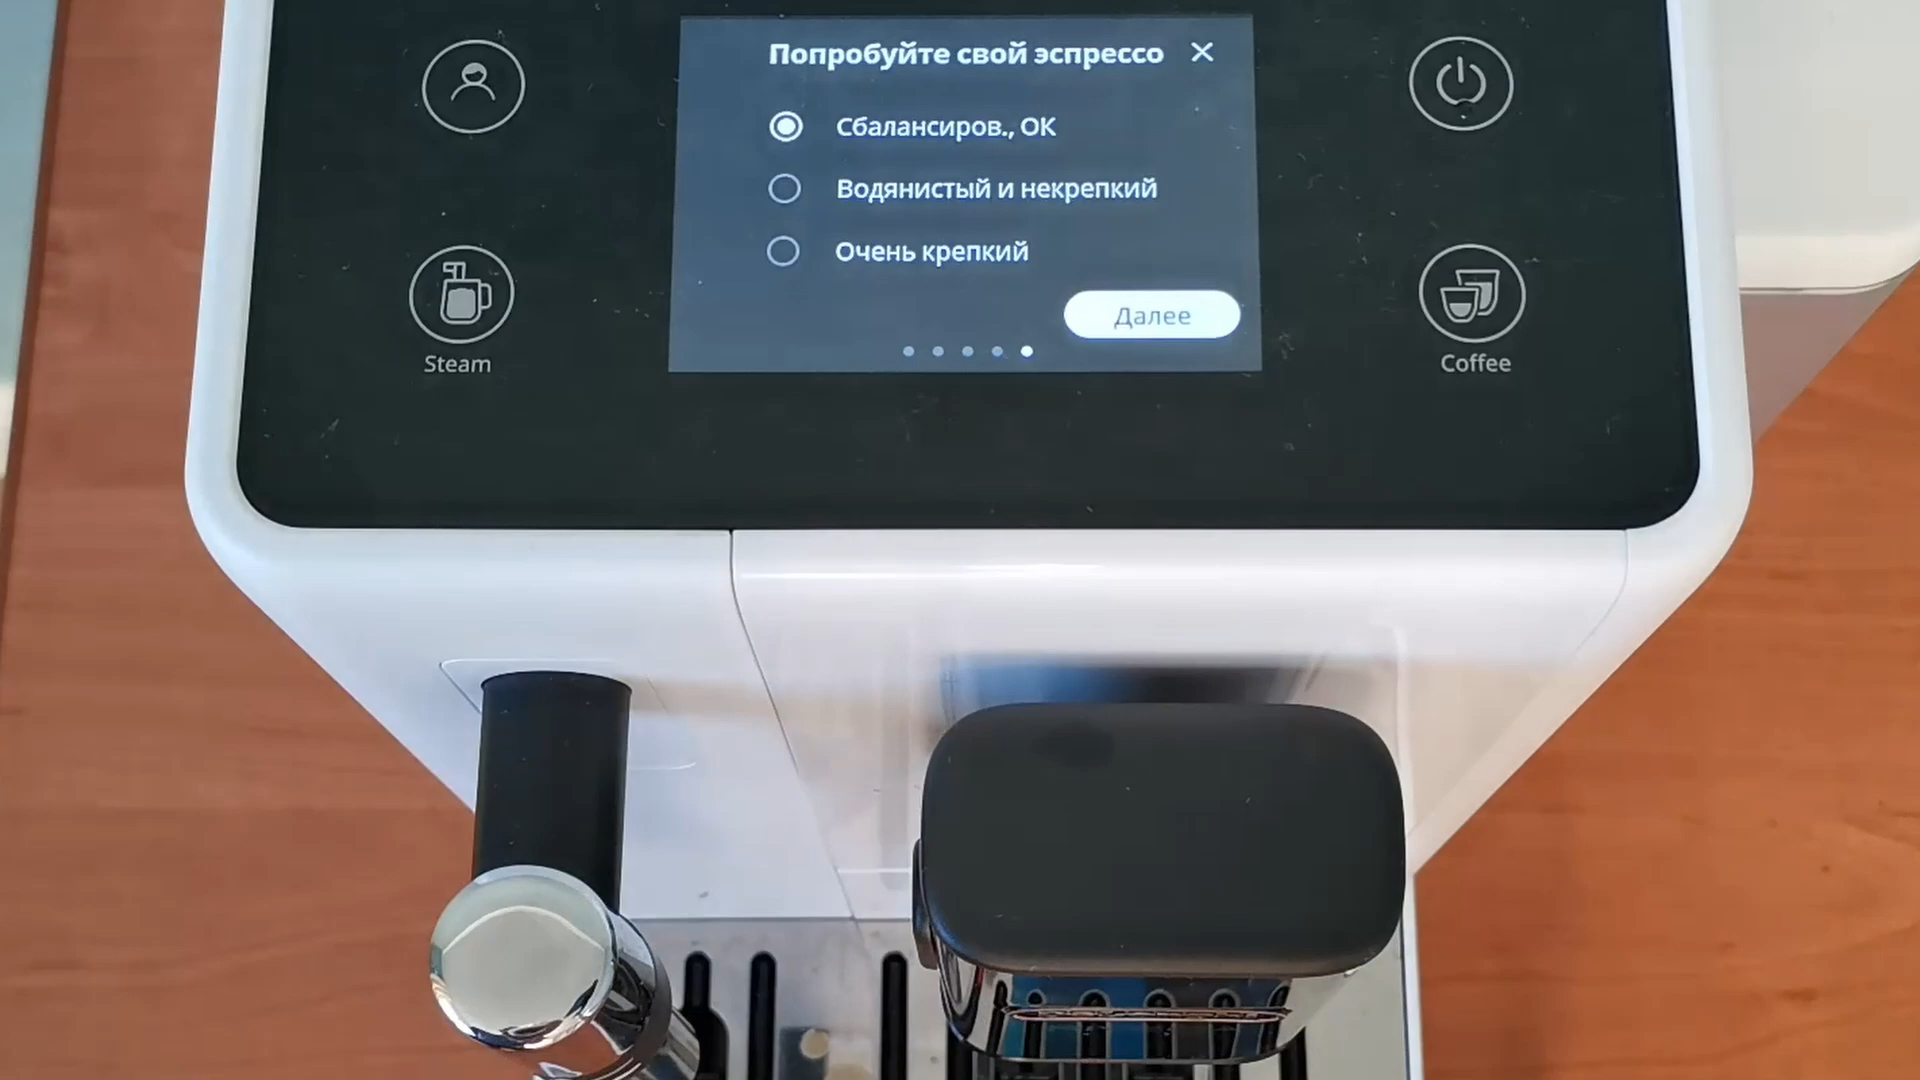 Попробуйте свой эспрессо
Сбалансиров., ОК
Водянистый и некрепкий
Очень крепкий
Далее
Steam
Coffee